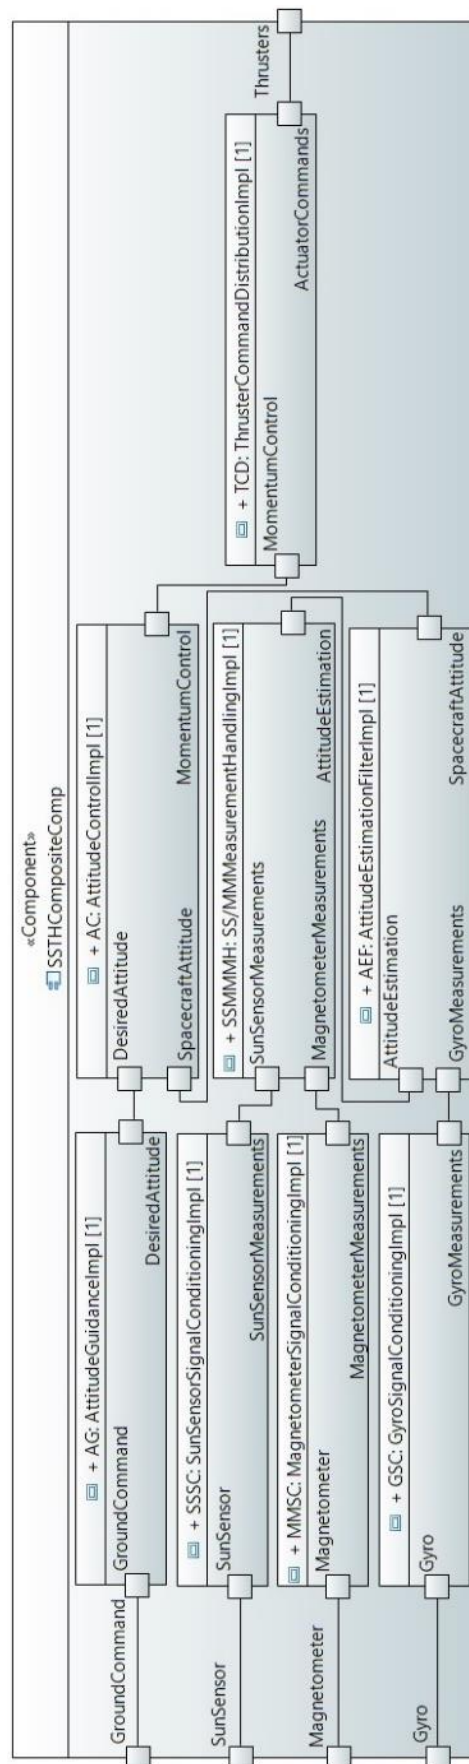 «Component»
SSTHCompositeComp
GroundCommand
+ AG: AttitudeGuidanceImpl [1]
GroundCommand
DesiredAttitude
SunSensor
+ SSSC: SunSensorSignalConditioningImpl [1]
SunSensor
SunSensorMeasurements
Magnetometer
+ MMSC: MagnetometerSignalConditioningImpl [1]
Magnetometer
MagnetometerMeasurements
Gyro
+ GSC: GyroSignalConditioningImpl [1]
Gyro
GyroMeasurements
+ AC: AttitudeControlImpl [1]
DesiredAttitude
SpacecraftAttitude
MomentumControl
+ SSMMMH: SS/MMMeasurementHandlingImpl [1]
SunSensorMeasurements
MagnetometerMeasurements
AttitudeEstimation
+ AEF: AttitudeEstimationFilterImpl [1]
AttitudeEstimation
GyroMeasurements
SpacecraftAttitude
+ TCD: ThrusterCommandDistributionImpl [1]
MomentumControl
ActuatorCommands
Thrusters